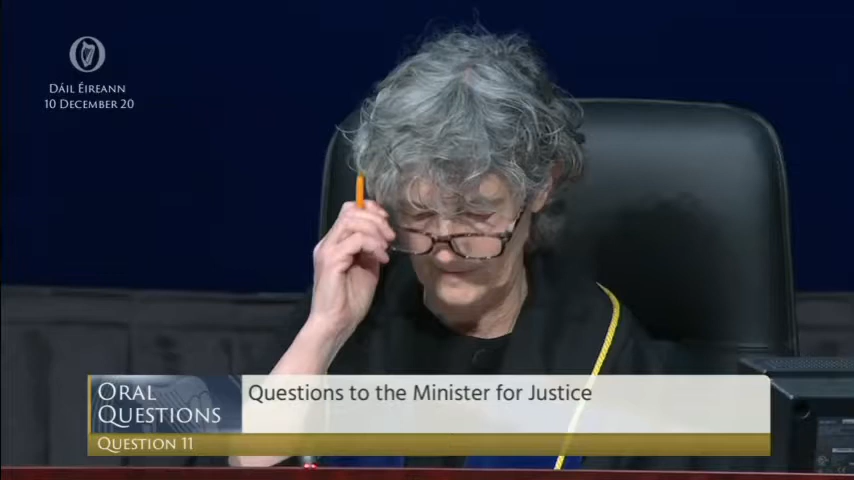 DÁIL ÉIREANN
10 DECEMBER 20
ORAL
QUESTIONS
Questions to the Minister for Justice
QUESTION 11